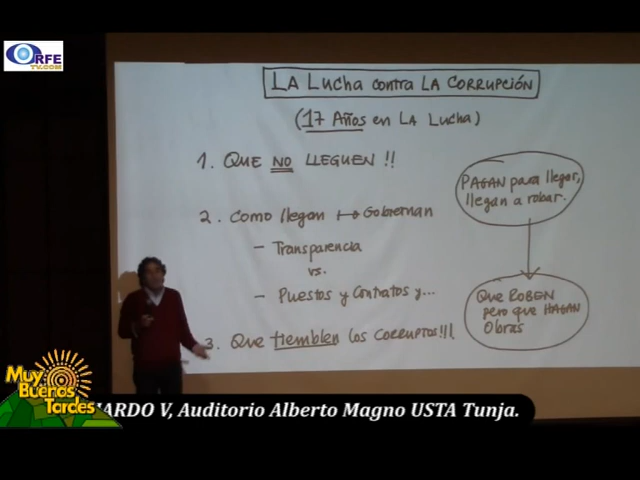 ORFE
TV.COM
LA LUCHA CONTRA LA CORRUPCIÓN
(17 AÑOS en LA LUCHA)
1. QUE NO LLEGUEN !!
2. Como llegan → Gobiernan
- Transparencia
vs.
- Puestos y Contratos y...
3. Que tiemblen los CORRUPTOS!!!
PAGAN para llegar,
llegan a robar.
QUE ROBEN
pero que HAGAN
Obras
Muy
Buenas
Tardes
ARDO V, Auditorio Alberto Magno USTA Tunja.